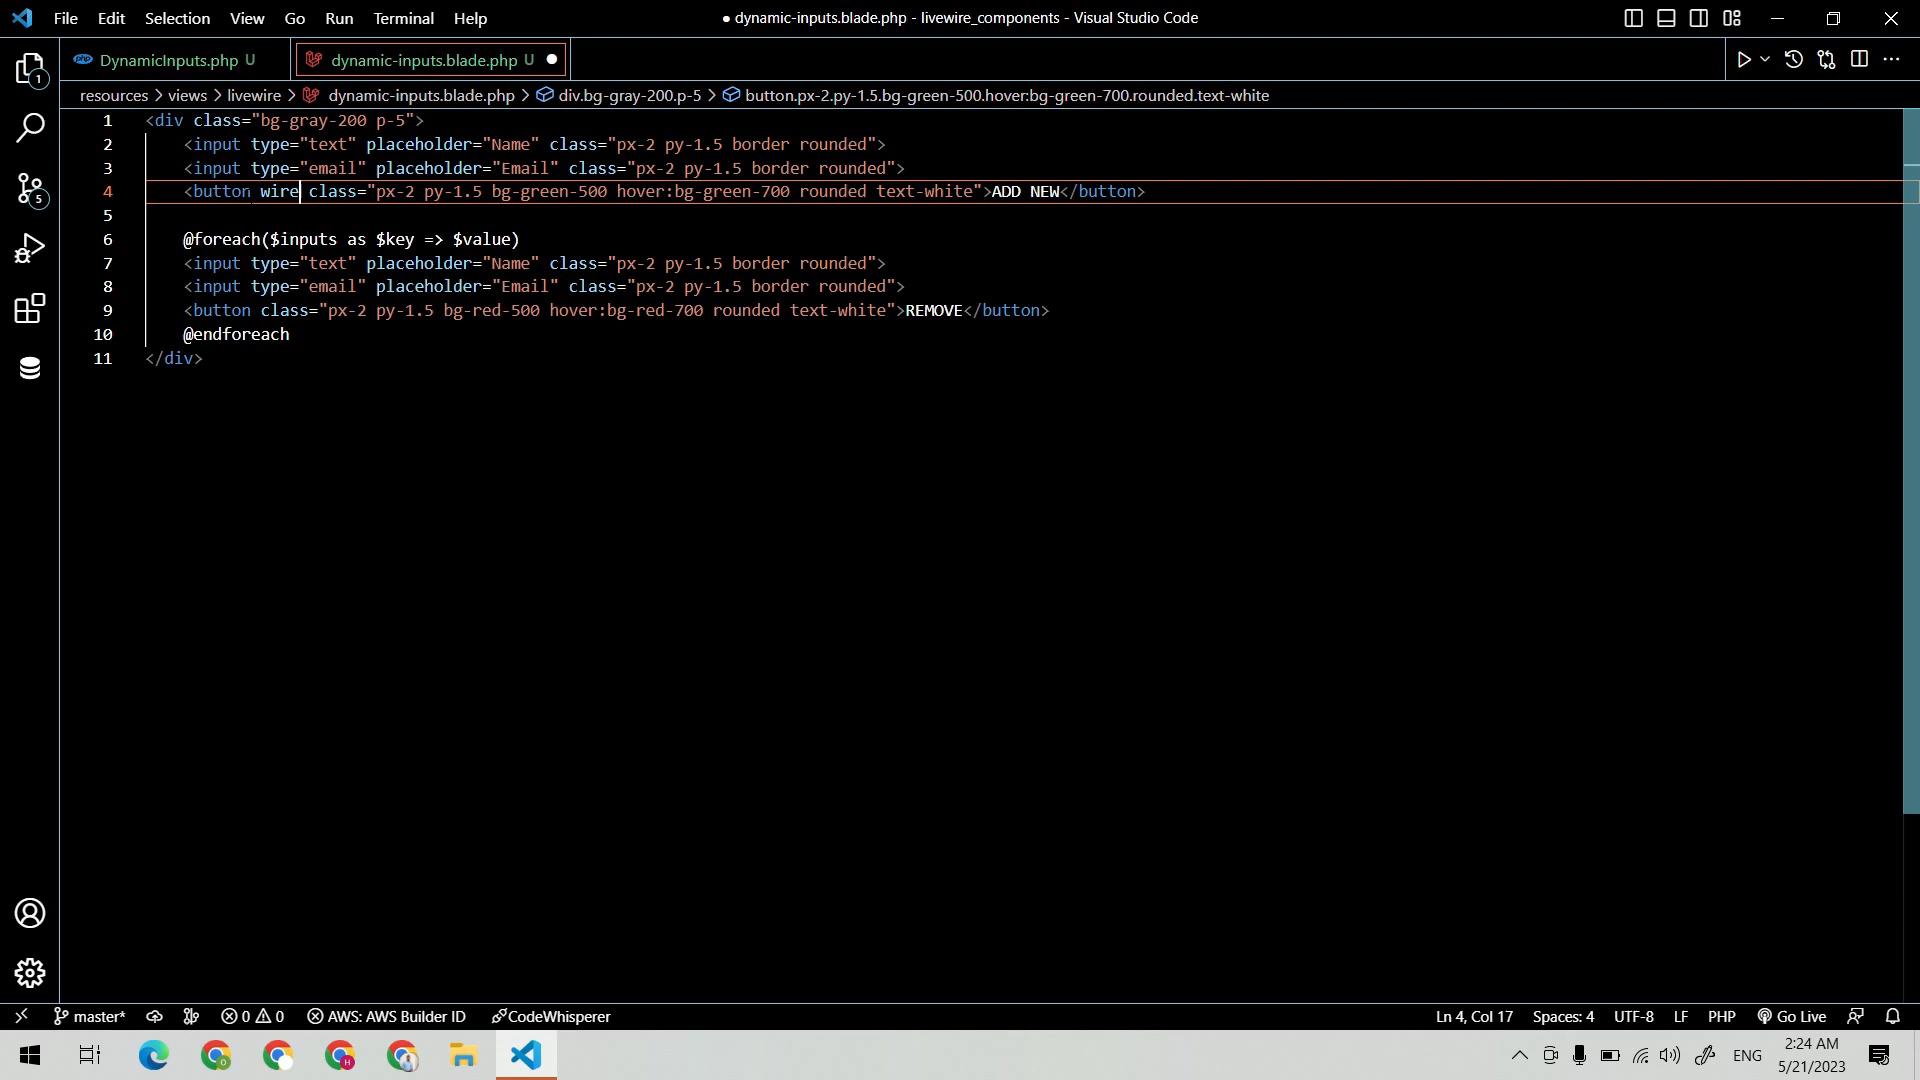 File Edit Selection View Go Run Terminal Help
● dynamic-inputs.blade.php - livewire_components - Visual Studio Code
DynamicInputs.php U
dynamic-inputs.blade.php U ●
resources > views > livewire > dynamic-inputs.blade.php > div.bg-gray-200.p-5 > button.px-2.py-1.5.bg-green-500.hover:bg-green-700.rounded.text-white
1 <div class="bg-gray-200 p-5">
2 <input type="text" placeholder="Name" class="px-2 py-1.5 border rounded">
3 <input type="email" placeholder="Email" class="px-2 py-1.5 border rounded">
4 <button wire class="px-2 py-1.5 bg-green-500 hover:bg-green-700 rounded text-white">ADD NEW</button>
5
6 @foreach($inputs as $key => $value)
7 <input type="text" placeholder="Name" class="px-2 py-1.5 border rounded">
8 <input type="email" placeholder="Email" class="px-2 py-1.5 border rounded">
9 <button class="px-2 py-1.5 bg-red-500 hover:bg-red-700 rounded text-white">REMOVE</button>
10 @endforeach
11 </div>
1
5
master* 0 0 AWS: AWS Builder ID CodeWhisperer
Ln 4, Col 17 Spaces: 4 UTF-8 LF PHP Go Live
ENG
2:24 AM
5/21/2023